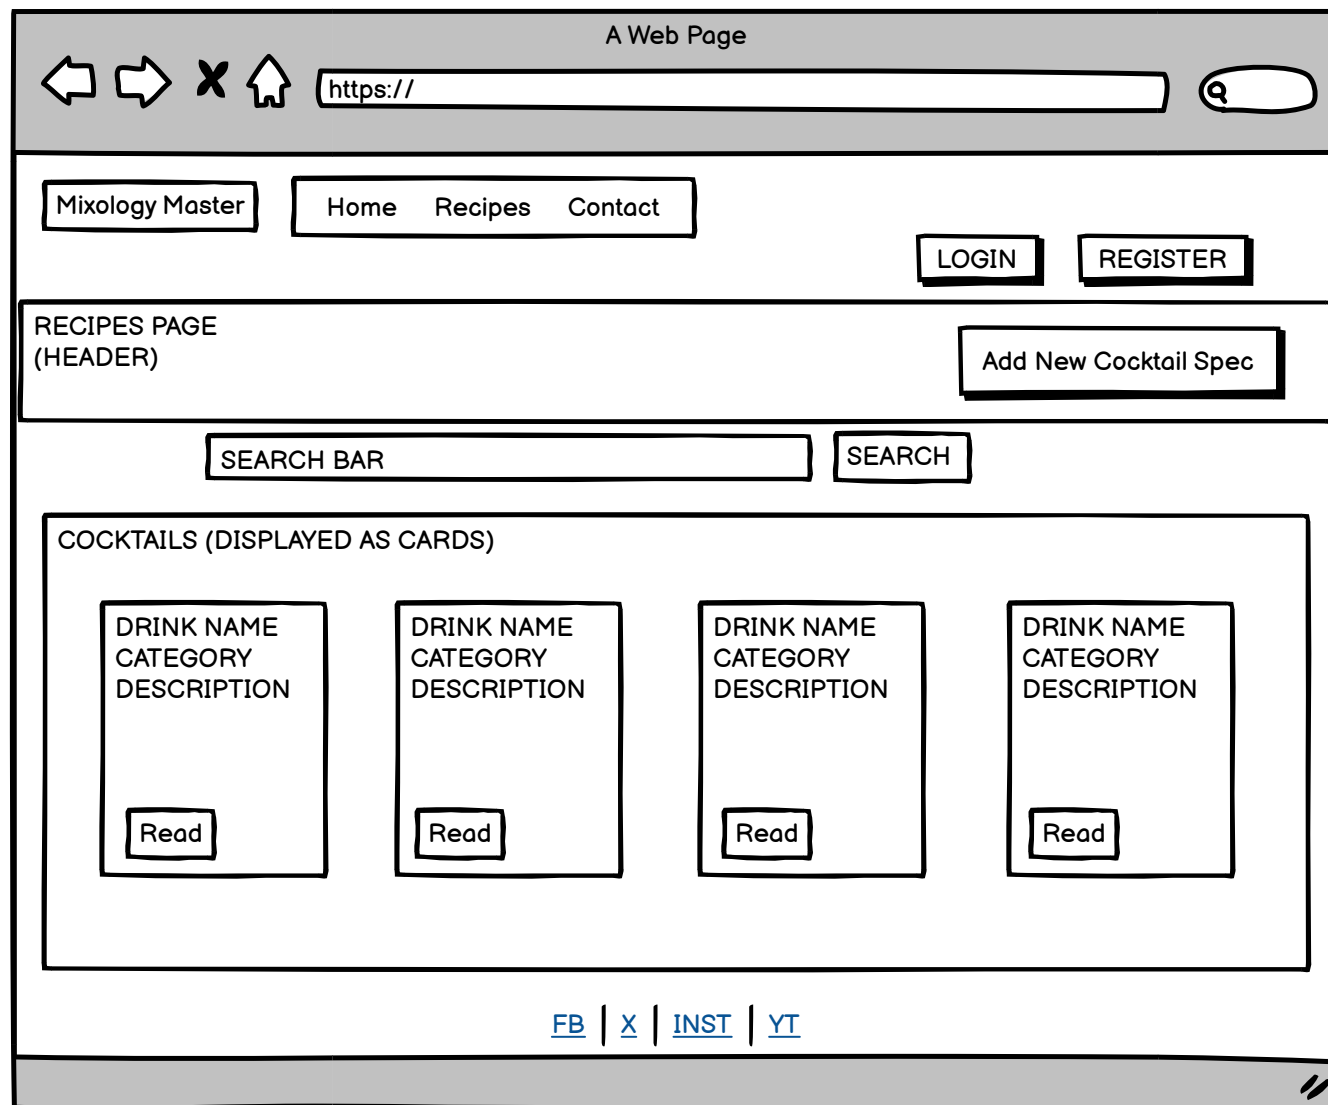 A Web Page
https://
Mixology Master
Home Recipes Contact
LOGIN REGISTER
RECIPES PAGE
(HEADER)
Add New Cocktail Spec
SEARCH BAR
SEARCH
COCKTAILS (DISPLAYED AS CARDS)
DRINK NAME
CATEGORY
DESCRIPTION
Read
DRINK NAME
CATEGORY
DESCRIPTION
Read
DRINK NAME
CATEGORY
DESCRIPTION
Read
DRINK NAME
CATEGORY
DESCRIPTION
Read
FB | X | INST | YT